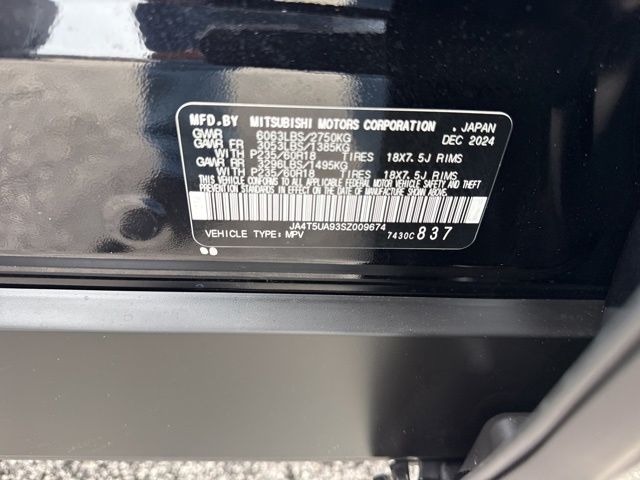 MFD.BY MITSUBISHI MOTORS CORPORATION , JAPAN
GVWR 6063LBS/2750KG DEC 2024
GAWR FR 3053LBS/1385KG
WITH P235/60R18 TIRES 18X7.5J RIMS
GAWR RR 3296LBS/1495KG
WITH P235/60R18 TIRES 18X7.5J RIMS
THIS VEHICLE CONFORMS TO ALL APPLICABLE FEDERAL MOTOR VEHICLE SAFETY AND THEFT
PREVENTION STANDARDS IN EFFECT ON THE DATE OF MANUFACTURE SHOWN ABOVE.
JA4T5UA93SZ009674
VEHICLE TYPE: MPV 7430C 837